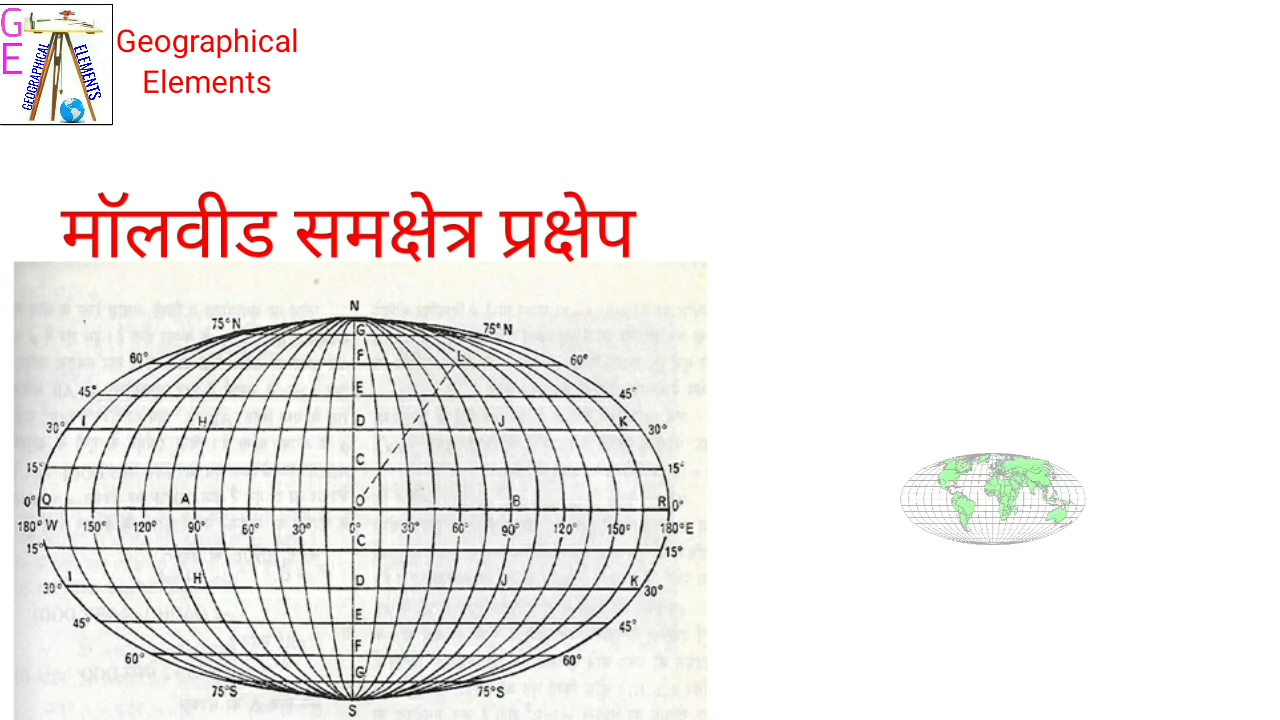 G
E
GEOGRAPHICAL
ELEMENTS
Geographical
Elements
मॉलवीड समक्षेत्र प्रक्षेप
N
75°N G 75°N
60° F L 60°
45° E 45°
30° I H D J K 30°
15° C 15°
0° Q A O B R 0°
180° W 150° 120° 90° 60° 30° 0° 30° 60° 90° 120° 150° 180°E
15° C 15°
30° I H D J K 30°
45° E 45°
60° F 60°
75°S G 75°S
S